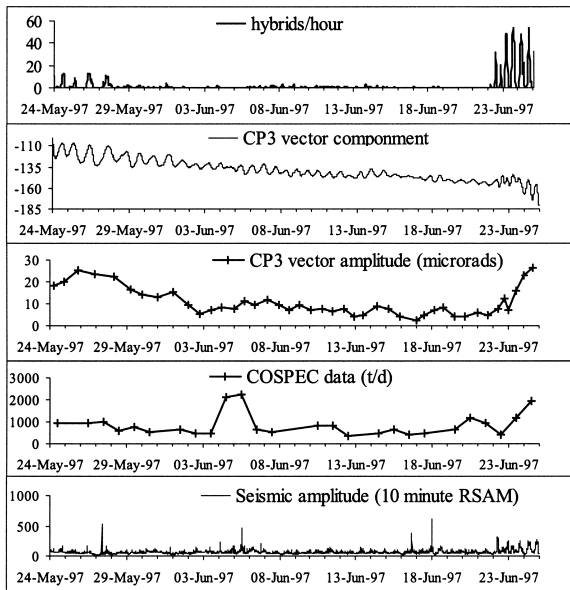 hybrids/hour
60
40
20
0
24-May-97 29-May-97 03-Jun-97 08-Jun-97 13-Jun-97 18-Jun-97 23-Jun-97
CP3 vector componment
-110
-135
-160
-185
24-May-97 29-May-97 03-Jun-97 08-Jun-97 13-Jun-97 18-Jun-97 23-Jun-97
CP3 vector amplitude (microrads)
30
20
10
0
24-May-97 29-May-97 03-Jun-97 08-Jun-97 13-Jun-97 18-Jun-97 23-Jun-97
COSPEC data (t/d)
3000
2000
1000
0
24-May-97 29-May-97 03-Jun-97 08-Jun-97 13-Jun-97 18-Jun-97 23-Jun-97
Seismic amplitude (10 minute RSAM)
1000
500
0
24-May-97 29-May-97 03-Jun-97 08-Jun-97 13-Jun-97 18-Jun-97 23-Jun-97